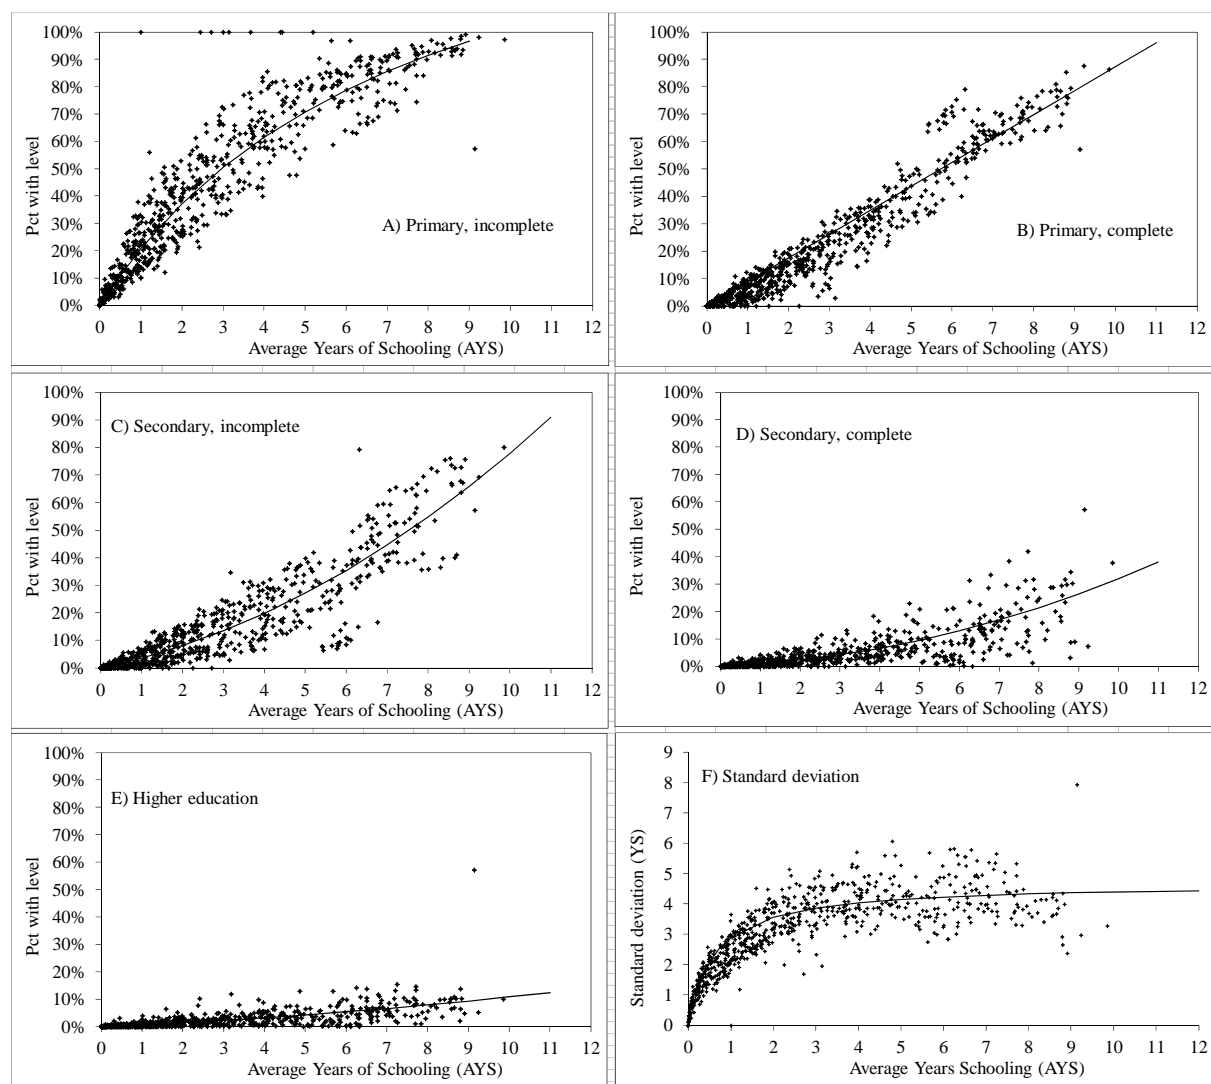 100%
90%
80%
70%
60%
50%
40%
30%
20%
10%
0%
Pct with level
A) Primary, incomplete
0 1 2 3 4 5 6 7 8 9 10 11 12
Average Years of Schooling (AYS)
100%
90%
80%
70%
60%
50%
40%
30%
20%
10%
0%
Pct with level
B) Primary, complete
0 1 2 3 4 5 6 7 8 9 10 11 12
Average Years of Schooling (AYS)
100%
90%
80%
70%
60%
50%
40%
30%
20%
10%
0%
Pct with level
C) Secondary, incomplete
0 1 2 3 4 5 6 7 8 9 10 11 12
Average Years of Schooling (AYS)
100%
90%
80%
70%
60%
50%
40%
30%
20%
10%
0%
Pct with level
D) Secondary, complete
0 1 2 3 4 5 6 7 8 9 10 11 12
Average Years of Schooling (AYS)
100%
90%
80%
70%
60%
50%
40%
30%
20%
10%
0%
Pct with level
E) Higher education
0 1 2 3 4 5 6 7 8 9 10 11 12
Average Years of Schooling (AYS)
9
8
7
6
5
4
3
2
1
0
Standard deviation (YS)
F) Standard deviation
0 1 2 3 4 5 6 7 8 9 10 11 12
Average Years Schooling (AYS)